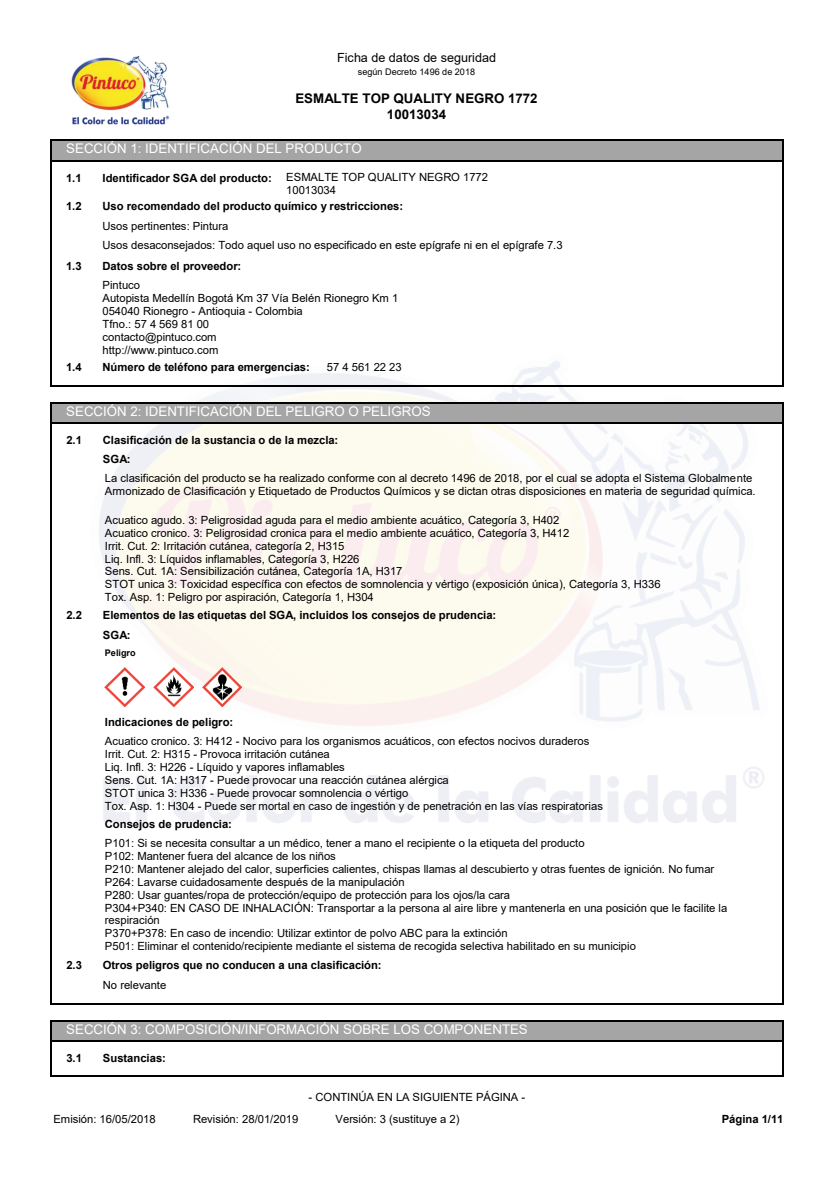 Pintuco®
El Color de la Calidad®
Ficha de datos de seguridad
según Decreto 1496 de 2018
ESMALTE TOP QUALITY NEGRO 1772
10013034
SECCIÓN 1: IDENTIFICACIÓN DEL PRODUCTO
1.1 Identificador SGA del producto: ESMALTE TOP QUALITY NEGRO 1772
10013034
1.2 Uso recomendado del producto químico y restricciones:
Usos pertinentes: Pintura
Usos desaconsejados: Todo aquel uso no especificado en este epígrafe ni en el epígrafe 7.3
1.3 Datos sobre el proveedor:
Pintuco
Autopista Medellín Bogotá Km 37 Vía Belén Rionegro Km 1
054040 Rionegro - Antioquia - Colombia
Tfno.: 57 4 569 81 00
contacto@pintuco.com
http://www.pintuco.com
1.4 Número de teléfono para emergencias: 57 4 561 22 23
SECCIÓN 2: IDENTIFICACIÓN DEL PELIGRO O PELIGROS
2.1 Clasificación de la sustancia o de la mezcla:
SGA:
La clasificación del producto se ha realizado conforme con al decreto 1496 de 2018, por el cual se adopta el Sistema Globalmente
Armonizado de Clasificación y Etiquetado de Productos Químicos y se dictan otras disposiciones en materia de seguridad química.
Acuatico agudo. 3: Peligrosidad aguda para el medio ambiente acuático, Categoría 3, H402
Acuatico cronico. 3: Peligrosidad cronica para el medio ambiente acuático, Categoría 3, H412
Irrit. Cut. 2: Irritación cutánea, categoría 2, H315
Liq. Infl. 3: Líquidos inflamables, Categoría 3, H226
Sens. Cut. 1A: Sensibilización cutánea, Categoría 1A, H317
STOT unica 3: Toxicidad específica con efectos de somnolencia y vértigo (exposición única), Categoría 3, H336
Tox. Asp. 1: Peligro por aspiración, Categoría 1, H304
2.2 Elementos de las etiquetas del SGA, incluidos los consejos de prudencia:
SGA:
Peligro
Indicaciones de peligro:
Acuatico cronico. 3: H412 - Nocivo para los organismos acuáticos, con efectos nocivos duraderos
Irrit. Cut. 2: H315 - Provoca irritación cutánea
Liq. Infl. 3: H226 - Líquido y vapores inflamables
Sens. Cut. 1A: H317 - Puede provocar una reacción cutánea alérgica
STOT unica 3: H336 - Puede provocar somnolencia o vértigo
Tox. Asp. 1: H304 - Puede ser mortal en caso de ingestión y de penetración en las vías respiratorias
Consejos de prudencia:
P101: Si se necesita consultar a un médico, tener a mano el recipiente o la etiqueta del producto
P102: Mantener fuera del alcance de los niños
P210: Mantener alejado del calor, superficies calientes, chispas llamas al descubierto y otras fuentes de ignición. No fumar
P264: Lavarse cuidadosamente después de la manipulación
P280: Usar guantes/ropa de protección/equipo de protección para los ojos/la cara
P304+P340: EN CASO DE INHALACIÓN: Transportar a la persona al aire libre y mantenerla en una posición que le facilite la
respiración
P370+P378: En caso de incendio: Utilizar extintor de polvo ABC para la extinción
P501: Eliminar el contenido/recipiente mediante el sistema de recogida selectiva habilitado en su municipio
2.3 Otros peligros que no conducen a una clasificación:
No relevante
SECCIÓN 3: COMPOSICIÓN/INFORMACIÓN SOBRE LOS COMPONENTES
3.1 Sustancias:
- CONTINÚA EN LA SIGUIENTE PÁGINA -
Emisión: 16/05/2018 Revisión: 28/01/2019 Versión: 3 (sustituye a 2) Página 1/11
Pintuco®
El Color de la Calidad®